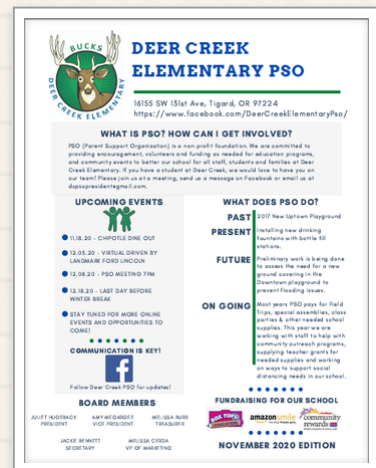 BUCKS
DEER CREEK ELEMENTARY
DEER CREEK
ELEMENTARY PSO
16155 SW 151st Ave, Tigard, OR 97224
https://www.facebook.com/DeerCreekElementaryPso/
WHAT IS PSO? HOW CAN I GET INVOLVED?
PSO (Parent Support Organization) is a non-profit foundation. We are committed to
providing encouragement, volunteers and funding as needed for education programs,
and community events to better our school for all staff, students and families at Deer
Creek Elementary. If you have a student at Deer Creek, we would love to have you on
our team! Please join us at a meeting, send us a message on Facebook or email us at
dcpsopresident@gmail.com.
UPCOMING EVENTS
11.18.20 - CHIPOTLE DINE OUT
12.05.20 - VIRTUAL DRIVEN BY
LANDMARK FORD LINCOLN
12.08.20 - PSO MEETING 7PM
12.18.20 - LAST DAY BEFORE
WINTER BREAK
STAY TUNED FOR MORE ONLINE
EVENTS AND OPPORTUNITIES TO
COME!
COMMUNICATION IS KEY!
Follow Deer Creek PSO for updates!
BOARD MEMBERS
PRESIDENT
VICE PRESIDENT
MELISSA BURR
TREASURER
JACKIE BENNETT
SECRETARY
MELISSA CERDA
VP OF MARKETING
WHAT DOES PSO DO?
PAST
2017 New Uptown Playground
PRESENT
Installing new drinking
fountains with bottle fill
stations.
FUTURE
Preliminary work is being done
to assess the need for a new
ground covering in the
Downtown playground to
prevent flooding issues.
ON GOING
Most years PSO pays for Field
Trips, special assemblies, class
parties & other needed school
supplies. This year we are
working with staff to help with
community outreach programs,
supplying teacher grants for
needed supplies and working
on ways to support social
distancing needs in our school.
FUNDRAISING FOR OUR SCHOOL
BOX TOPS
amazonsmile
community
rewards
NOVEMBER 2020 EDITION